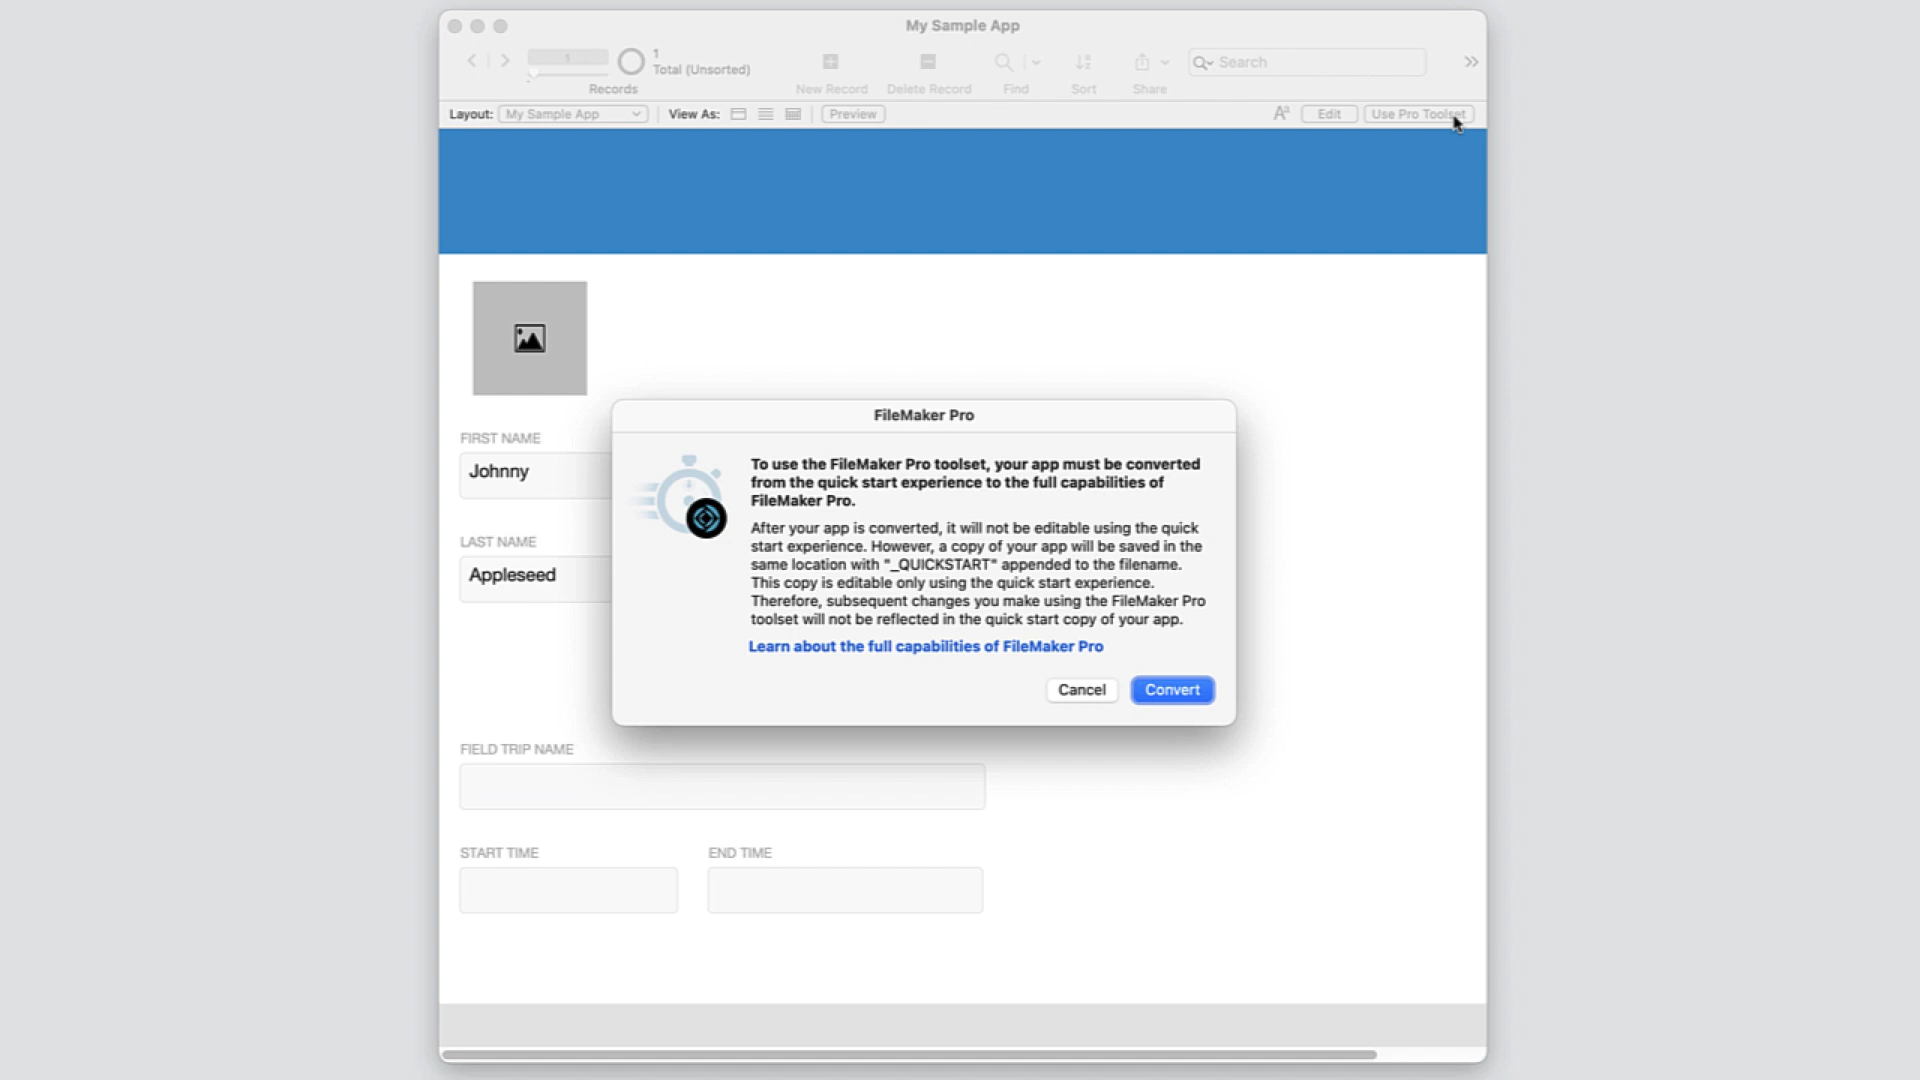 My Sample App
1
1
Total (Unsorted)
Records
New Record
Delete Record
Find
Sort
Share
Search
Layout:
My Sample App
View As:
Preview
Edit
Use Pro Toolset
FIRST NAME
Johnny
LAST NAME
Appleseed
FileMaker Pro
To use the FileMaker Pro toolset, your app must be converted
from the quick start experience to the full capabilities of
FileMaker Pro.
After your app is converted, it will not be editable using the quick
start experience. However, a copy of your app will be saved in the
same location with "_QUICKSTART" appended to the filename.
This copy is editable only using the quick start experience.
Therefore, subsequent changes you make using the FileMaker Pro
toolset will not be reflected in the quick start copy of your app.
Learn about the full capabilities of FileMaker Pro
Cancel
Convert
FIELD TRIP NAME
START TIME
END TIME